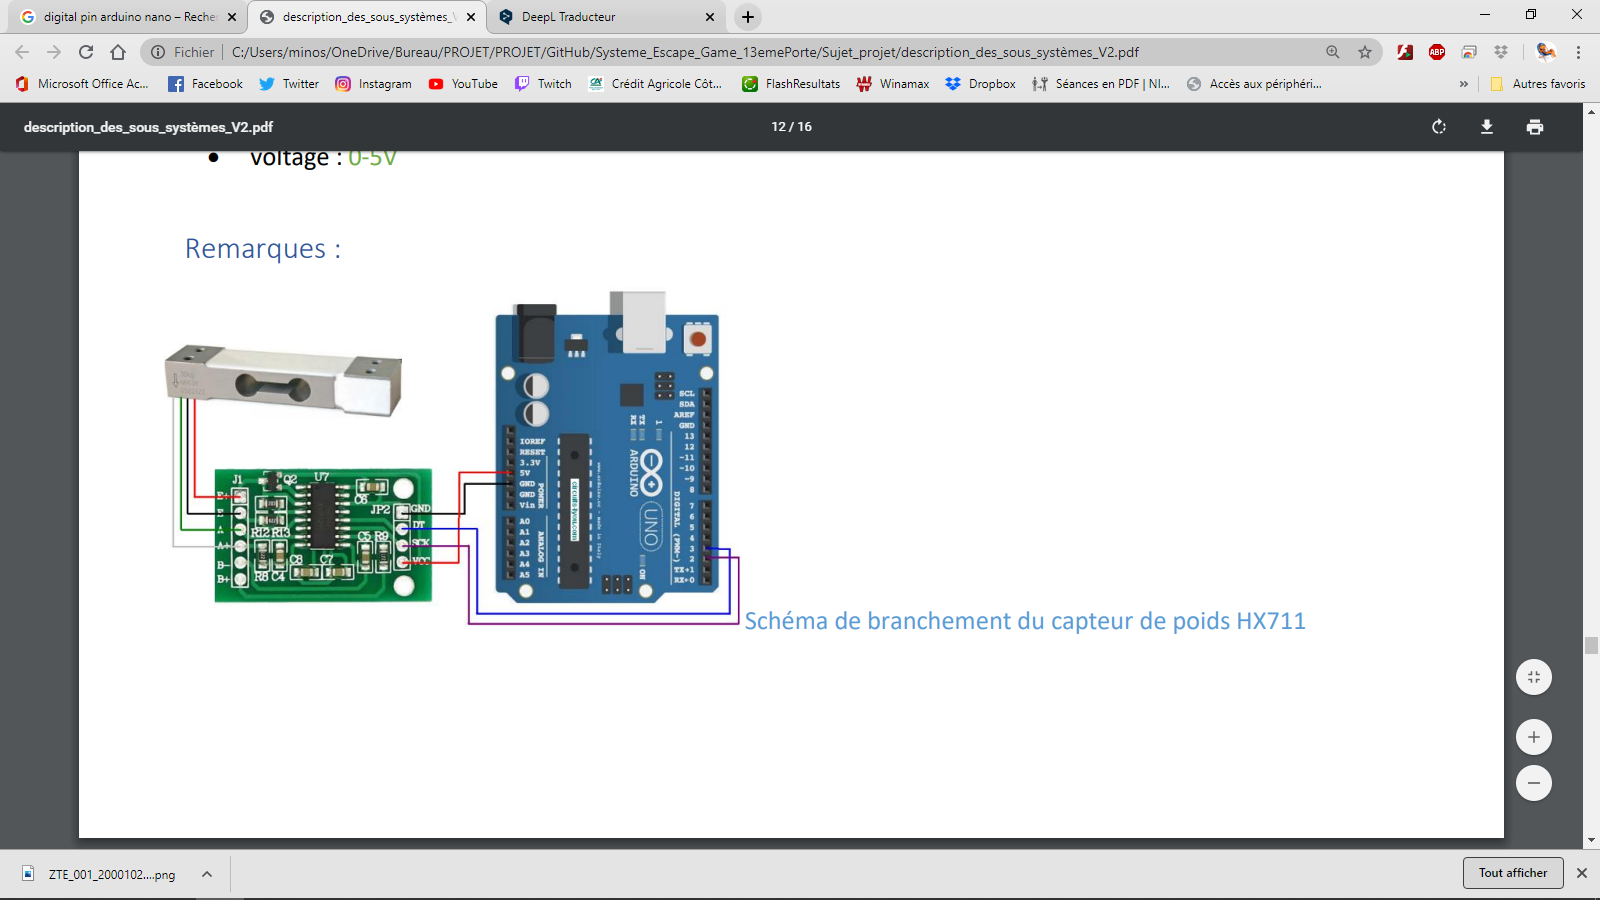 digital pin arduino nano – Reche
description_des_sous_systèmes_V
DeepL Traducteur
Fichier
C:/Users/minos/OneDrive/Bureau/PROJET/PROJET/GitHub/Systeme_Escape_Game_13emePorte/Sujet_projet/description_des_sous_systèmes_V2.pdf
ABP
Microsoft Office Ac...
Facebook
Twitter
Instagram
YouTube
Twitch
Crédit Agricole Côt...
FlashResultats
Winamax
Dropbox
Séances en PDF | NI...
Accès aux périphéri...
»
Autres favoris
description_des_sous_systèmes_V2.pdf
12 / 16
• voltage : 0-5V
Remarques :
J1
Q2
U7
C6
JP2
GND
DT
SCK
VCC
E+
E-
A-
A+
B-
B+
R12 R13
R8 C4
C8 C7
C5 R9
IOREF
RESET
3.3V
5V
GND
GND
Vin
POWER
A0
A1
A2
A3
A4
A5
ANALOG IN
circuits4you.com
RX
TX
1
ARDUINO
UNO
ON
DIGITAL (PWM~)
SCL
SDA
AREF
GND
13
12
~11
~10
~9
8
7
6
5
4
3
2
TX→1
RX←0
Schéma de branchement du capteur de poids HX711
ZTE_001_2000102....png
Tout afficher